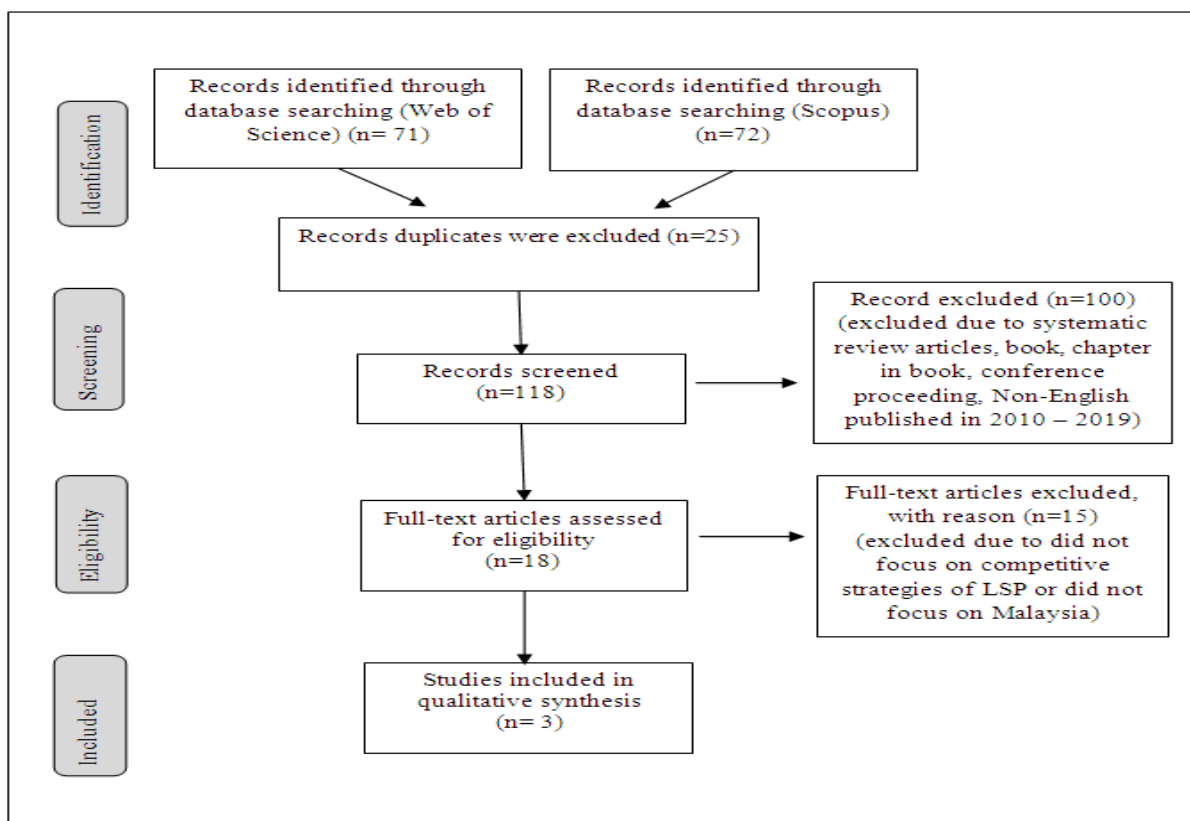 Identification
Records identified through
database searching (Web of
Science) (n= 71)
Records identified through
database searching (Scopus)
(n=72)
Records duplicates were excluded (n=25)
Screening
Records screened
(n=118)
Record excluded (n=100)
(excluded due to systematic
review articles, book, chapter
in book, conference
proceeding, Non-English
published in 2010 – 2019)
Eligibility
Full-text articles assessed
for eligibility
(n=18)
Full-text articles excluded,
with reason (n=15)
(excluded due to did not
focus on competitive
strategies of LSP or did not
focus on Malaysia)
Included
Studies included in
qualitative synthesis
(n= 3)